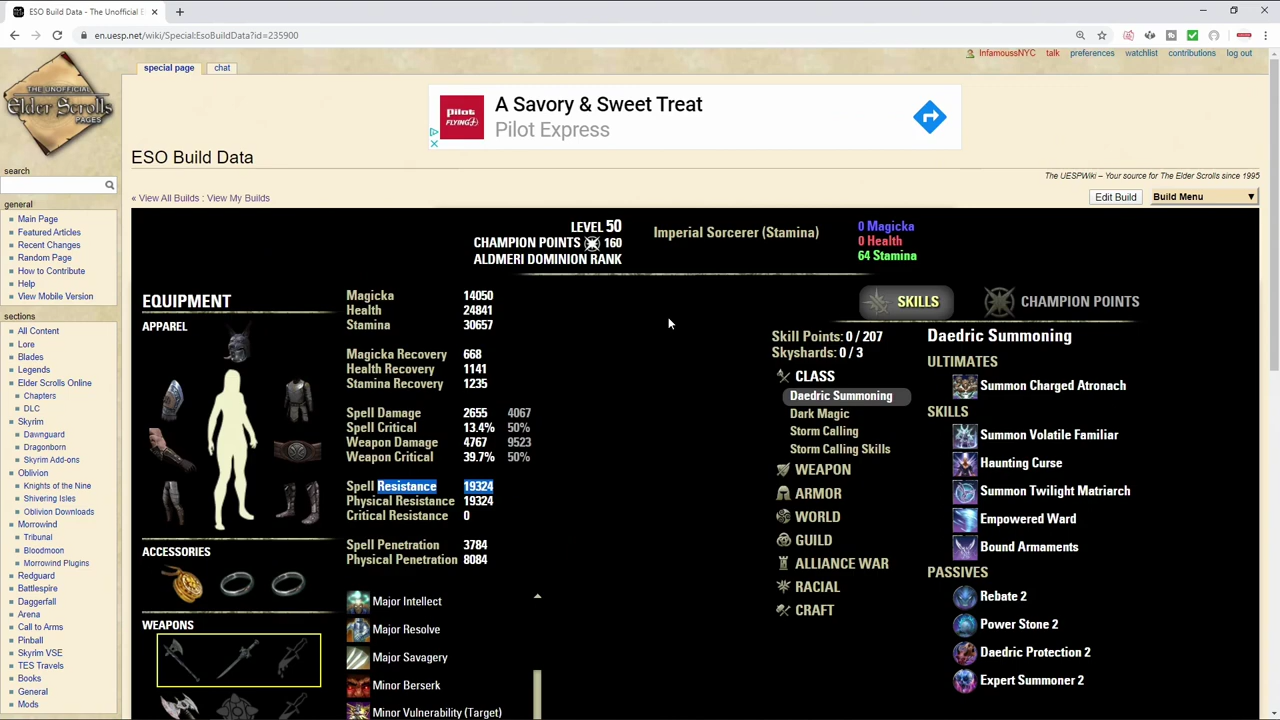 ESO Build Data - The Unofficial E
en.uesp.net/wiki/Special:EsoBuildData?id=235900
InfamoussNYC talk preferences watchlist contributions log out
special page chat
THE UNOFFICIAL
Elder Scrolls
PAGES
PILOT
FLYING J
A Savory & Sweet Treat
Pilot Express
ESO Build Data
The UESPWiki – Your source for The Elder Scrolls since 1995
« View All Builds : View My Builds
Edit Build
Build Menu
search
general
Main Page
Featured Articles
Recent Changes
Random Page
How to Contribute
Help
View Mobile Version
sections
All Content
Lore
Blades
Legends
Elder Scrolls Online
Chapters
DLC
Skyrim
Dawnguard
Dragonborn
Skyrim Add-ons
Oblivion
Knights of the Nine
Shivering Isles
Oblivion Downloads
Morrowind
Tribunal
Bloodmoon
Morrowind Plugins
Redguard
Battlespire
Daggerfall
Arena
Call to Arms
Pinball
Skyrim VSE
TES Travels
Books
General
Mods
LEVEL 50
CHAMPION POINTS 160
ALDMERI DOMINION RANK
Imperial Sorcerer (Stamina)
0 Magicka
0 Health
64 Stamina
EQUIPMENT
APPAREL
ACCESSORIES
WEAPONS
Magicka 14050
Health 24841
Stamina 30657
Magicka Recovery 668
Health Recovery 1141
Stamina Recovery 1235
Spell Damage 2655 4067
Spell Critical 13.4% 50%
Weapon Damage 4767 9523
Weapon Critical 39.7% 50%
Spell Resistance 19324
Physical Resistance 19324
Critical Resistance 0
Spell Penetration 3784
Physical Penetration 8084
Major Intellect
Major Resolve
Major Savagery
Minor Berserk
Minor Vulnerability (Target)
SKILLS
CHAMPION POINTS
Skill Points: 0 / 207
Skyshards: 0 / 3
CLASS
Daedric Summoning
Dark Magic
Storm Calling
Storm Calling Skills
WEAPON
ARMOR
WORLD
GUILD
ALLIANCE WAR
RACIAL
CRAFT
Daedric Summoning
ULTIMATES
Summon Charged Atronach
SKILLS
Summon Volatile Familiar
Haunting Curse
Summon Twilight Matriarch
Empowered Ward
Bound Armaments
PASSIVES
Rebate 2
Power Stone 2
Daedric Protection 2
Expert Summoner 2